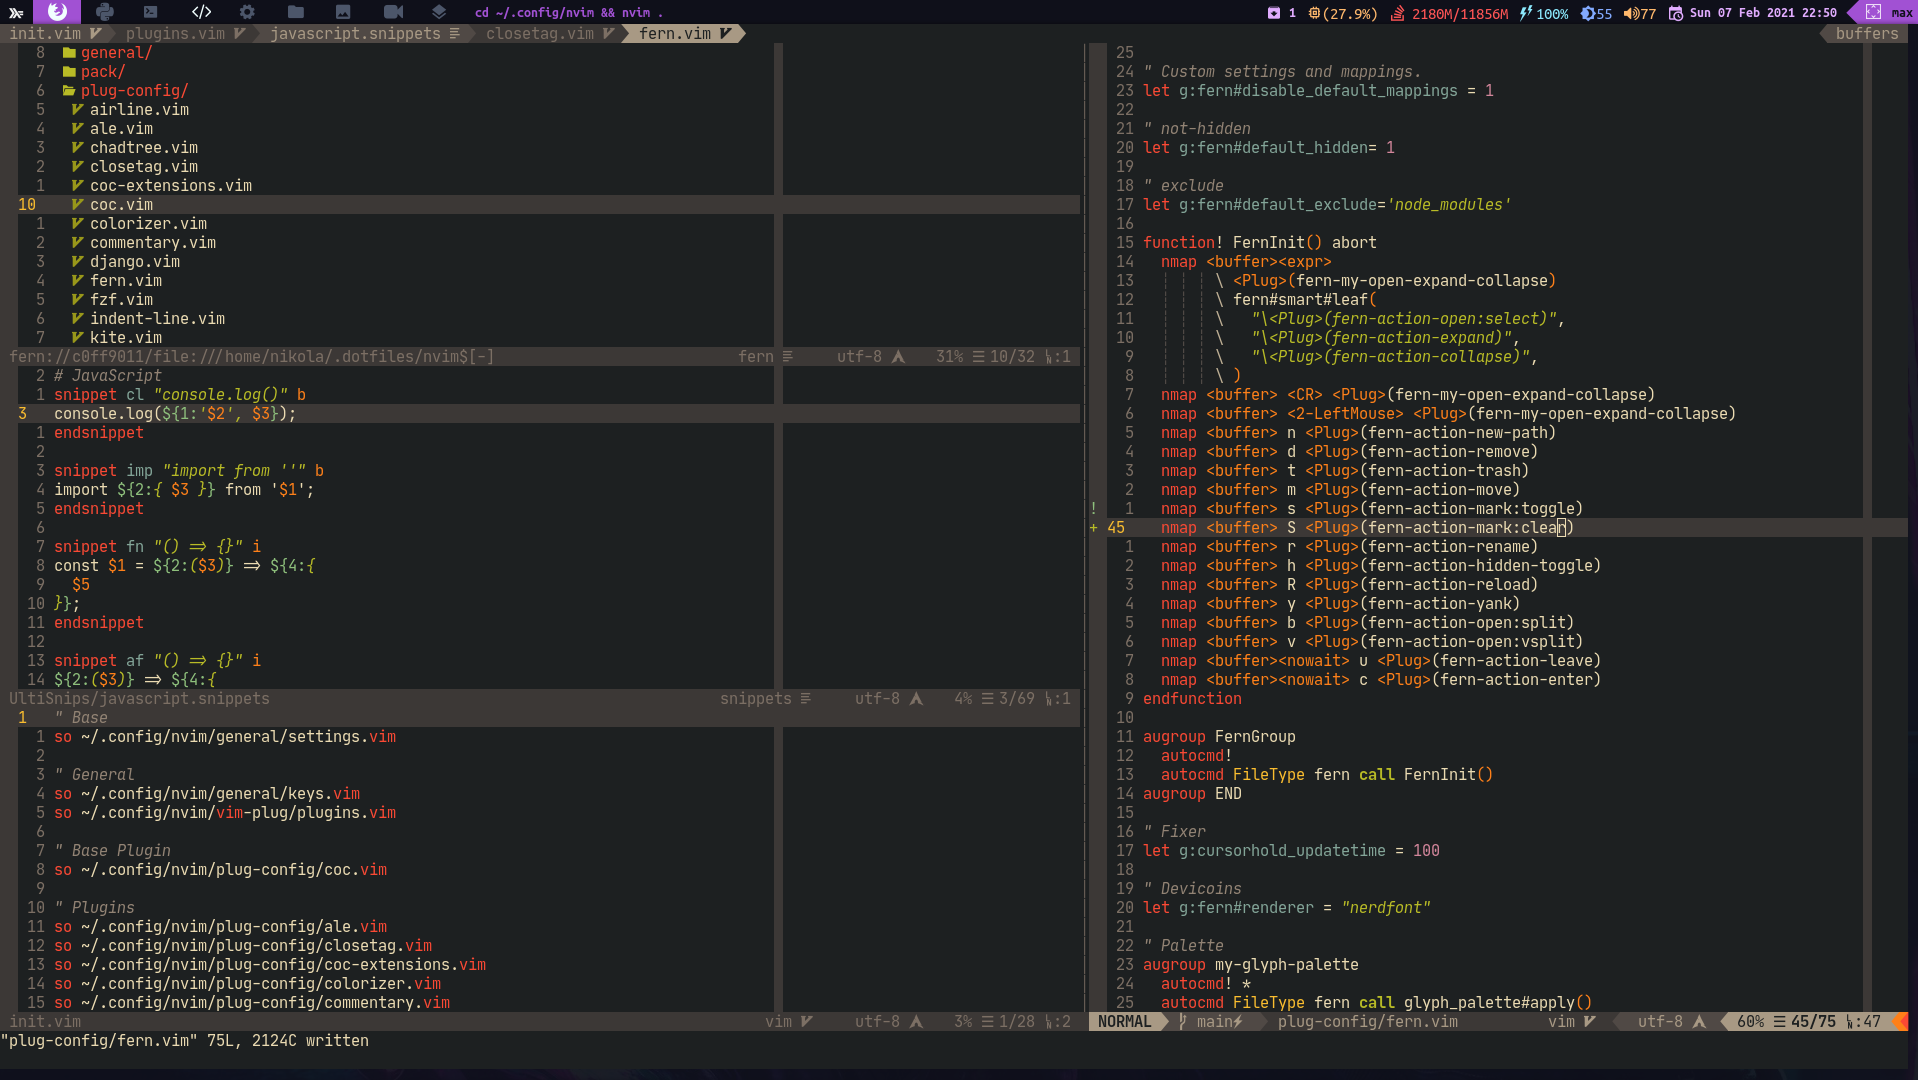 cd ~/.config/nvim && nvim .
1 (27.9%) 2180M/11856M 100% 55 77 Sun 07 Feb 2021 22:50 max
init.vim plugins.vim javascript.snippets closetag.vim fern.vim buffers
8 general/
7 pack/
6 plug-config/
5 airline.vim
4 ale.vim
3 chadtree.vim
2 closetag.vim
1 coc-extensions.vim
10 coc.vim
1 colorizer.vim
2 commentary.vim
3 django.vim
4 fern.vim
5 fzf.vim
6 indent-line.vim
7 kite.vim
fern://c0ff9011/file:///home/nikola/.dotfiles/nvim$[-] fern utf-8 31% 10/32 :1
2 # JavaScript
1 snippet cl "console.log()" b
3 console.log(${1:'$2', $3});
1 endsnippet
2
3 snippet imp "import from ''" b
4 import ${2:{ $3 }} from '$1';
5 endsnippet
6
7 snippet fn "() => {}" i
8 const $1 = ${2:($3)} => ${4:{
9   $5
10 }};
11 endsnippet
12
13 snippet af "() => {}" i
14 ${2:($3)} => ${4:{
UltiSnips/javascript.snippets snippets utf-8 4% 3/69 :1
1 " Base
1 so ~/.config/nvim/general/settings.vim
2
3 " General
4 so ~/.config/nvim/general/keys.vim
5 so ~/.config/nvim/vim-plug/plugins.vim
6
7 " Base Plugin
8 so ~/.config/nvim/plug-config/coc.vim
9
10 " Plugins
11 so ~/.config/nvim/plug-config/ale.vim
12 so ~/.config/nvim/plug-config/closetag.vim
13 so ~/.config/nvim/plug-config/coc-extensions.vim
14 so ~/.config/nvim/plug-config/colorizer.vim
15 so ~/.config/nvim/plug-config/commentary.vim
init.vim vim utf-8 3% 1/28 :2
25
24 " Custom settings and mappings.
23 let g:fern#disable_default_mappings = 1
22
21 " not-hidden
20 let g:fern#default_hidden= 1
19
18 " exclude
17 let g:fern#default_exclude='node_modules'
16
15 function! FernInit() abort
14   nmap <buffer><expr>
13         \ <Plug>(fern-my-open-expand-collapse)
12         \ fern#smart#leaf(
11         \   "\<Plug>(fern-action-open:select)",
10         \   "\<Plug>(fern-action-expand)",
9         \   "\<Plug>(fern-action-collapse)",
8         \ )
7   nmap <buffer> <CR> <Plug>(fern-my-open-expand-collapse)
6   nmap <buffer> <2-LeftMouse> <Plug>(fern-my-open-expand-collapse)
5   nmap <buffer> n <Plug>(fern-action-new-path)
4   nmap <buffer> d <Plug>(fern-action-remove)
3   nmap <buffer> t <Plug>(fern-action-trash)
2   nmap <buffer> m <Plug>(fern-action-move)
! 1   nmap <buffer> s <Plug>(fern-action-mark:toggle)
+ 45   nmap <buffer> S <Plug>(fern-action-mark:clear)
1   nmap <buffer> r <Plug>(fern-action-rename)
2   nmap <buffer> h <Plug>(fern-action-hidden-toggle)
3   nmap <buffer> R <Plug>(fern-action-reload)
4   nmap <buffer> y <Plug>(fern-action-yank)
5   nmap <buffer> b <Plug>(fern-action-open:split)
6   nmap <buffer> v <Plug>(fern-action-open:vsplit)
7   nmap <buffer><nowait> u <Plug>(fern-action-leave)
8   nmap <buffer><nowait> c <Plug>(fern-action-enter)
9 endfunction
10
11 augroup FernGroup
12   autocmd!
13   autocmd FileType fern call FernInit()
14 augroup END
15
16 " Fixer
17 let g:cursorhold_updatetime = 100
18
19 " Devicoins
20 let g:fern#renderer = "nerdfont"
21
22 " Palette
23 augroup my-glyph-palette
24   autocmd! *
25   autocmd FileType fern call glyph_palette#apply()
NORMAL main plug-config/fern.vim vim utf-8 60% 45/75 :47
"plug-config/fern.vim" 75L, 2124C written